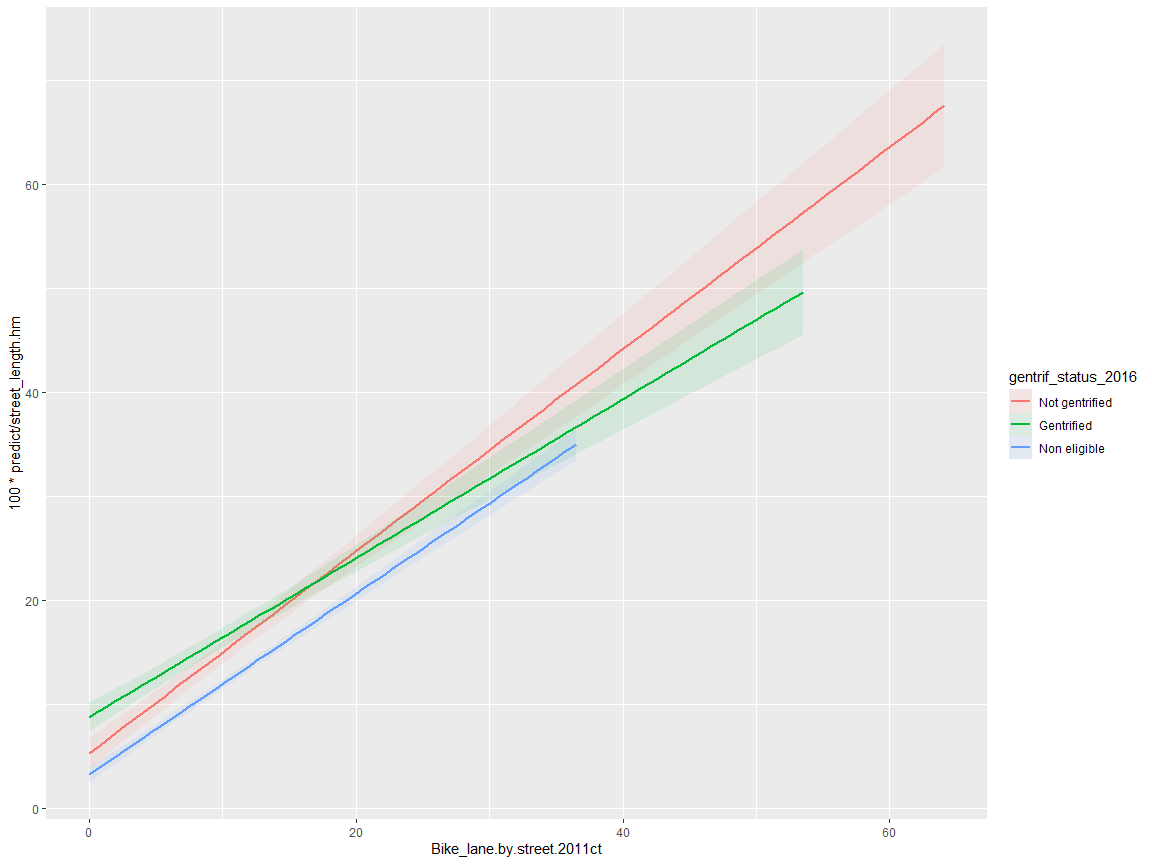 100 * predict/street_length.hm
60
40
20
0
0 20 40 60
Bike_lane.by.street.2011ct
gentrif_status_2016
Not gentrified
Gentrified
Non eligible